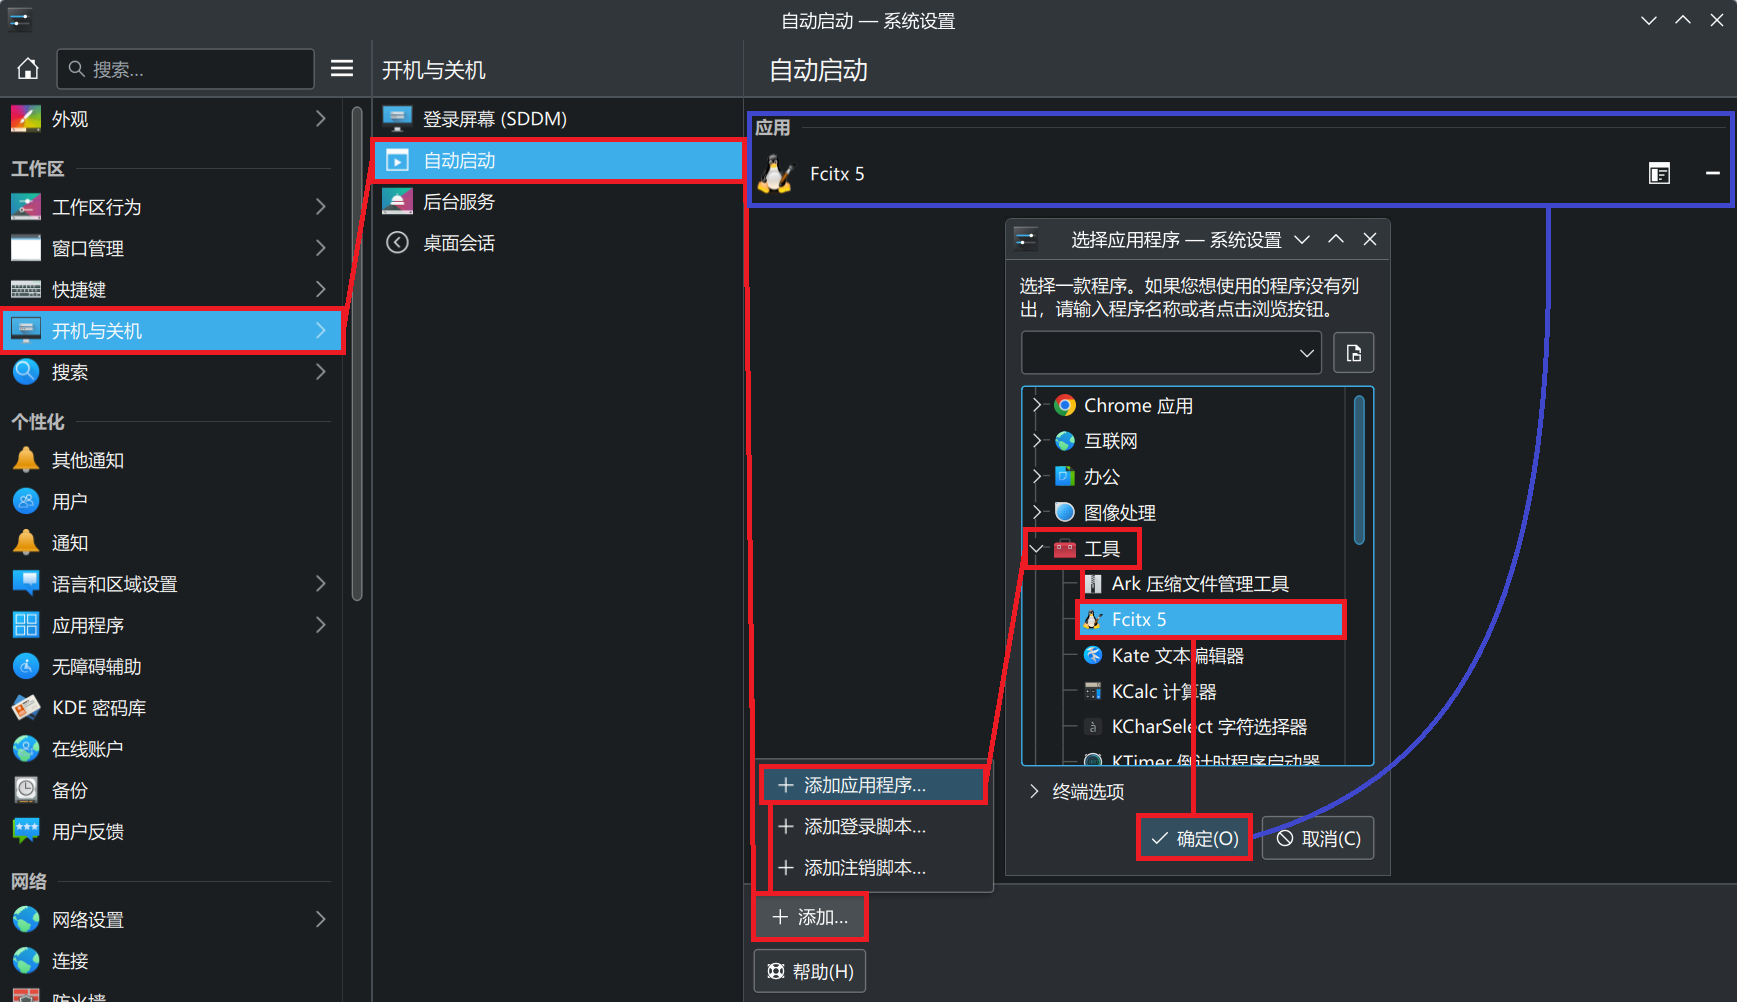 自动启动 — 系统设置
搜索...
开机与关机
自动启动
外观
工作区
工作区行为
窗口管理
快捷键
开机与关机
搜索
个性化
其他通知
用户
通知
语言和区域设置
应用程序
无障碍辅助
KDE 密码库
在线账户
备份
用户反馈
网络
网络设置
连接
防火墙
登录屏幕 (SDDM)
自动启动
后台服务
桌面会话
应用
Fcitx 5
选择应用程序 — 系统设置
选择一款程序。如果您想使用的程序没有列
出，请输入程序名称或者点击浏览按钮。
Chrome 应用
互联网
办公
图像处理
工具
Ark 压缩文件管理工具
Fcitx 5
Kate 文本编辑器
KCalc 计算器
KCharSelect 字符选择器
KTimer 倒计时程序启动器
终端选项
确定(O)
取消(C)
添加应用程序...
添加登录脚本...
添加注销脚本...
添加...
帮助(H)